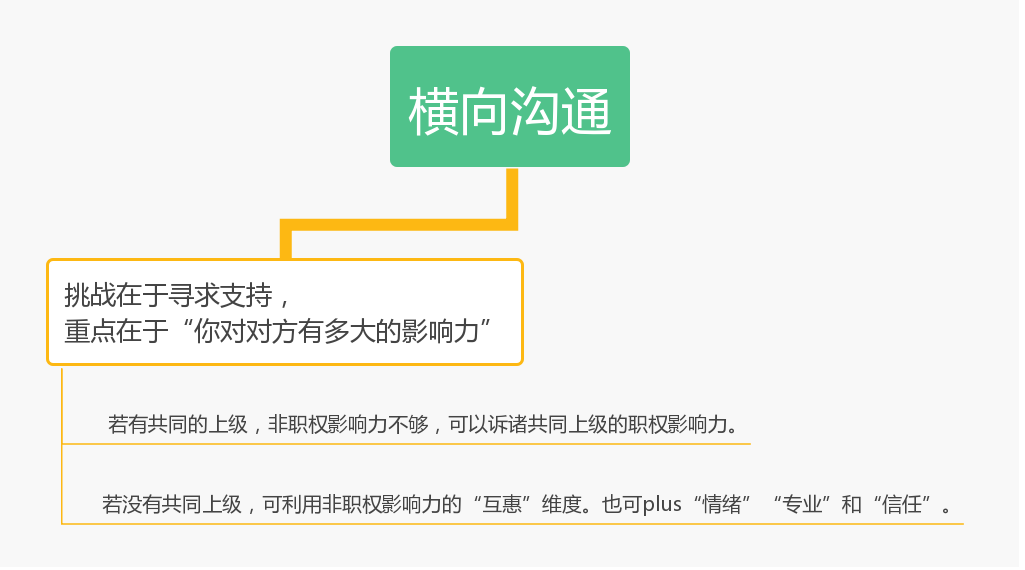 横向沟通
挑战在于寻求支持，
重点在于“你对对方有多大的影响力”
若有共同的上级，非职权影响力不够，可以诉诸共同上级的职权影响力。
若没有共同上级，可利用非职权影响力的“互惠”维度。也可plus“情绪”“专业”和“信任”。